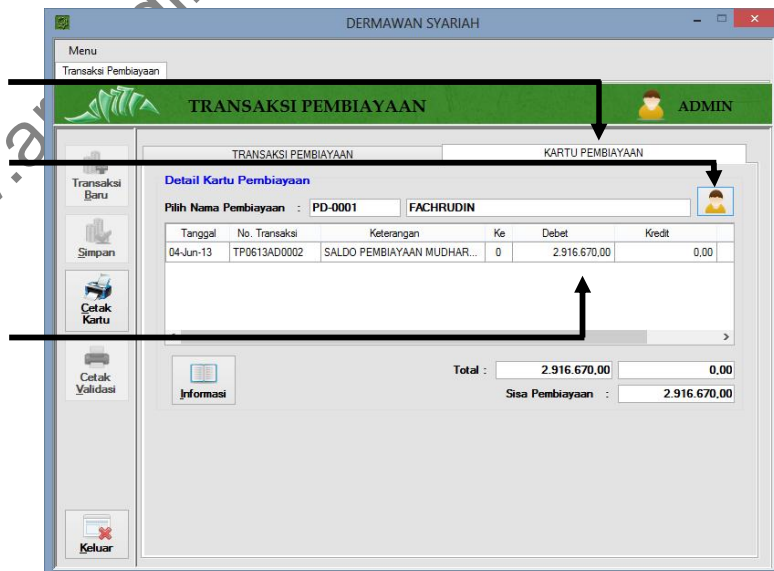 DERMAWAN SYARIAH
Menu
Transaksi Pembiayaan
TRANSAKSI PEMBIAYAAN
ADMIN
TRANSAKSI PEMBIAYAAN KARTU PEMBIAYAAN
Transaksi
Baru
Simpan
Cetak
Kartu
Cetak
Validasi
Keluar
Detail Kartu Pembiayaan
Pilih Nama Pembiayaan : PD-0001 FACHRUDIN
Tanggal No. Transaksi Keterangan Ke Debet Kredit
04-Jun-13 TP0613AD0002 SALDO PEMBIAYAAN MUDHAR... 0 2.916.670,00 0,00
Total : 2.916.670,00 0,00
Informasi
Sisa Pembiayaan : 2.916.670,00